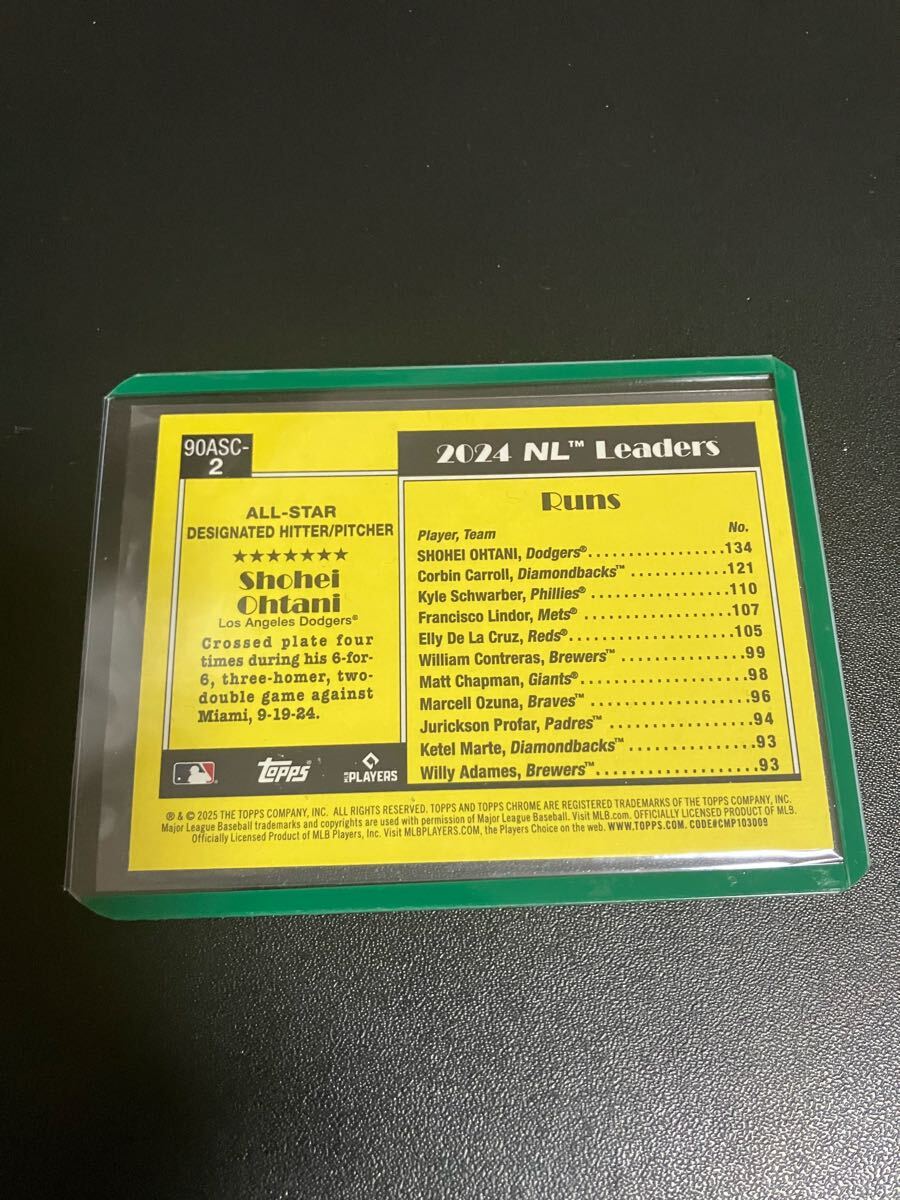 90ASC-
2
ALL-STAR
DESIGNATED HITTER/PITCHER
★★★★★★★
Shohei
Ohtani
Los Angeles Dodgers®
Crossed plate four
times during his 6-for-
6, three-homer, two-
double game against
Miami, 9-19-24.
topps
MLB PLAYERS
2024 NL™ Leaders
Runs
Player, Team No.
SHOHEI OHTANI, Dodgers®. . . . . . . . . . . . . . . . .134
Corbin Carroll, Diamondbacks™ . . . . . . . . . . . .121
Kyle Schwarber, Phillies® . . . . . . . . . . . . . . . . .110
Francisco Lindor, Mets® . . . . . . . . . . . . . . . . . .107
Elly De La Cruz, Reds®. . . . . . . . . . . . . . . . . . . .105
William Contreras, Brewers™ . . . . . . . . . . . . . . .99
Matt Chapman, Giants®. . . . . . . . . . . . . . . . . . . .98
Marcell Ozuna, Braves™ . . . . . . . . . . . . . . . . . . .96
Jurickson Profar, Padres™ . . . . . . . . . . . . . . . . .94
Ketel Marte, Diamondbacks™ . . . . . . . . . . . . . . .93
Willy Adames, Brewers™. . . . . . . . . . . . . . . . . . .93
® & © 2025 THE TOPPS COMPANY, INC. ALL RIGHTS RESERVED. TOPPS AND TOPPS CHROME ARE REGISTERED TRADEMARKS OF THE TOPPS COMPANY, INC.
Major League Baseball trademarks and copyrights are used with permission of Major League Baseball. Visit MLB.com. OFFICIALLY LICENSED PRODUCT OF MLB.
Officially Licensed Product of MLB Players, Inc. Visit MLBPLAYERS.COM, the Players Choice on the web. WWW.TOPPS.COM. CODE#CMP103009